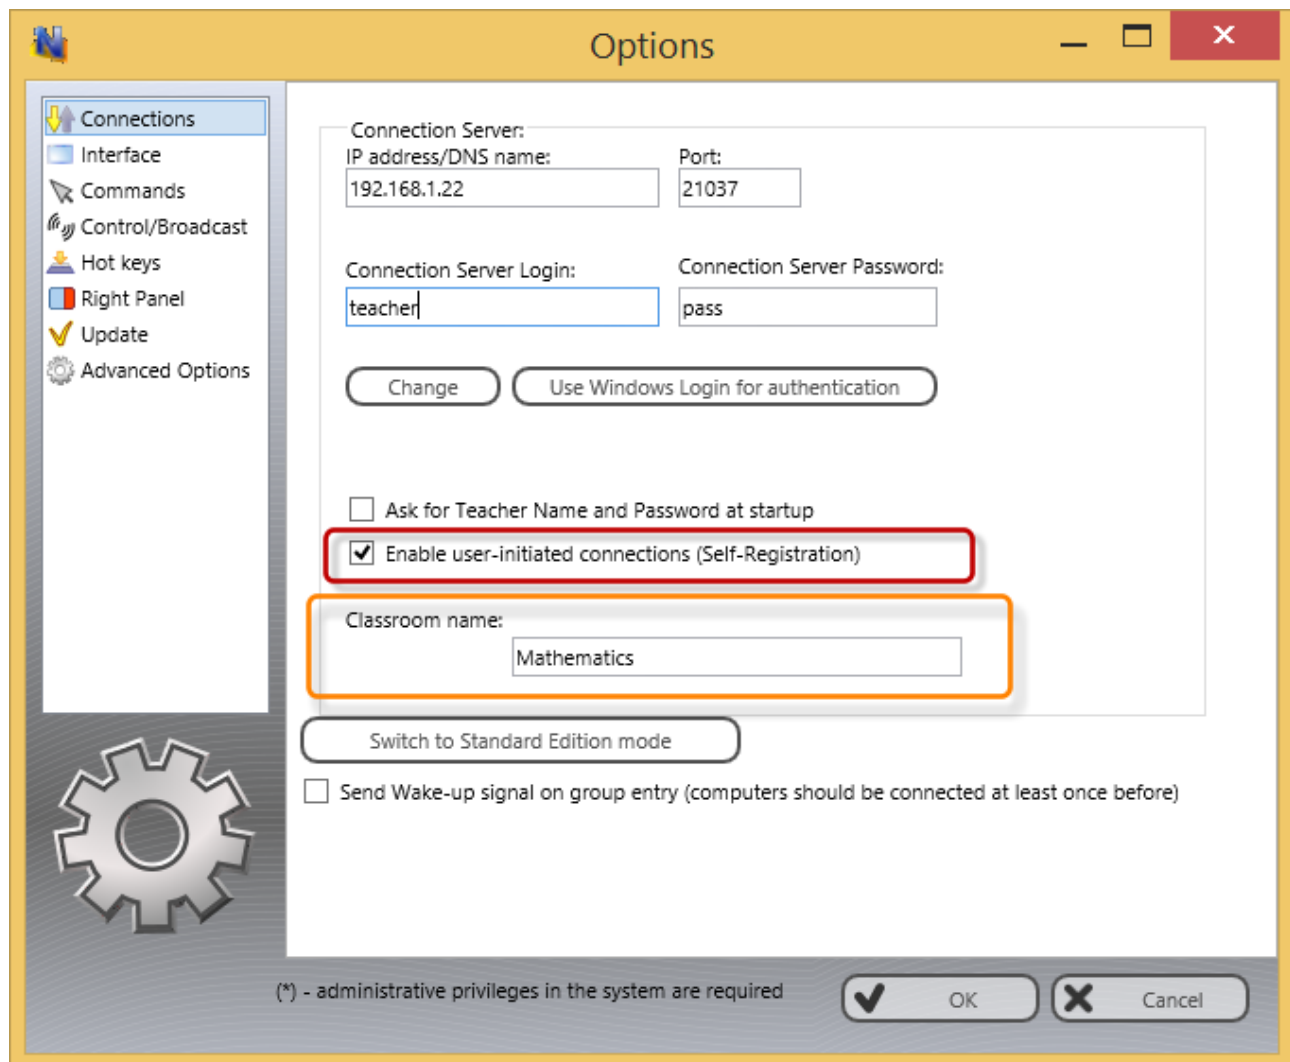 Options
Connections
Interface
Commands
Control/Broadcast
Hot keys
Right Panel
Update
Advanced Options
Connection Server:
IP address/DNS name: Port:
192.168.1.22 21037
Connection Server Login: Connection Server Password:
teacher pass
Change Use Windows Login for authentication
Ask for Teacher Name and Password at startup
Enable user-initiated connections (Self-Registration)
Classroom name:
Mathematics
Switch to Standard Edition mode
Send Wake-up signal on group entry (computers should be connected at least once before)
(*) - administrative privileges in the system are required
OK Cancel